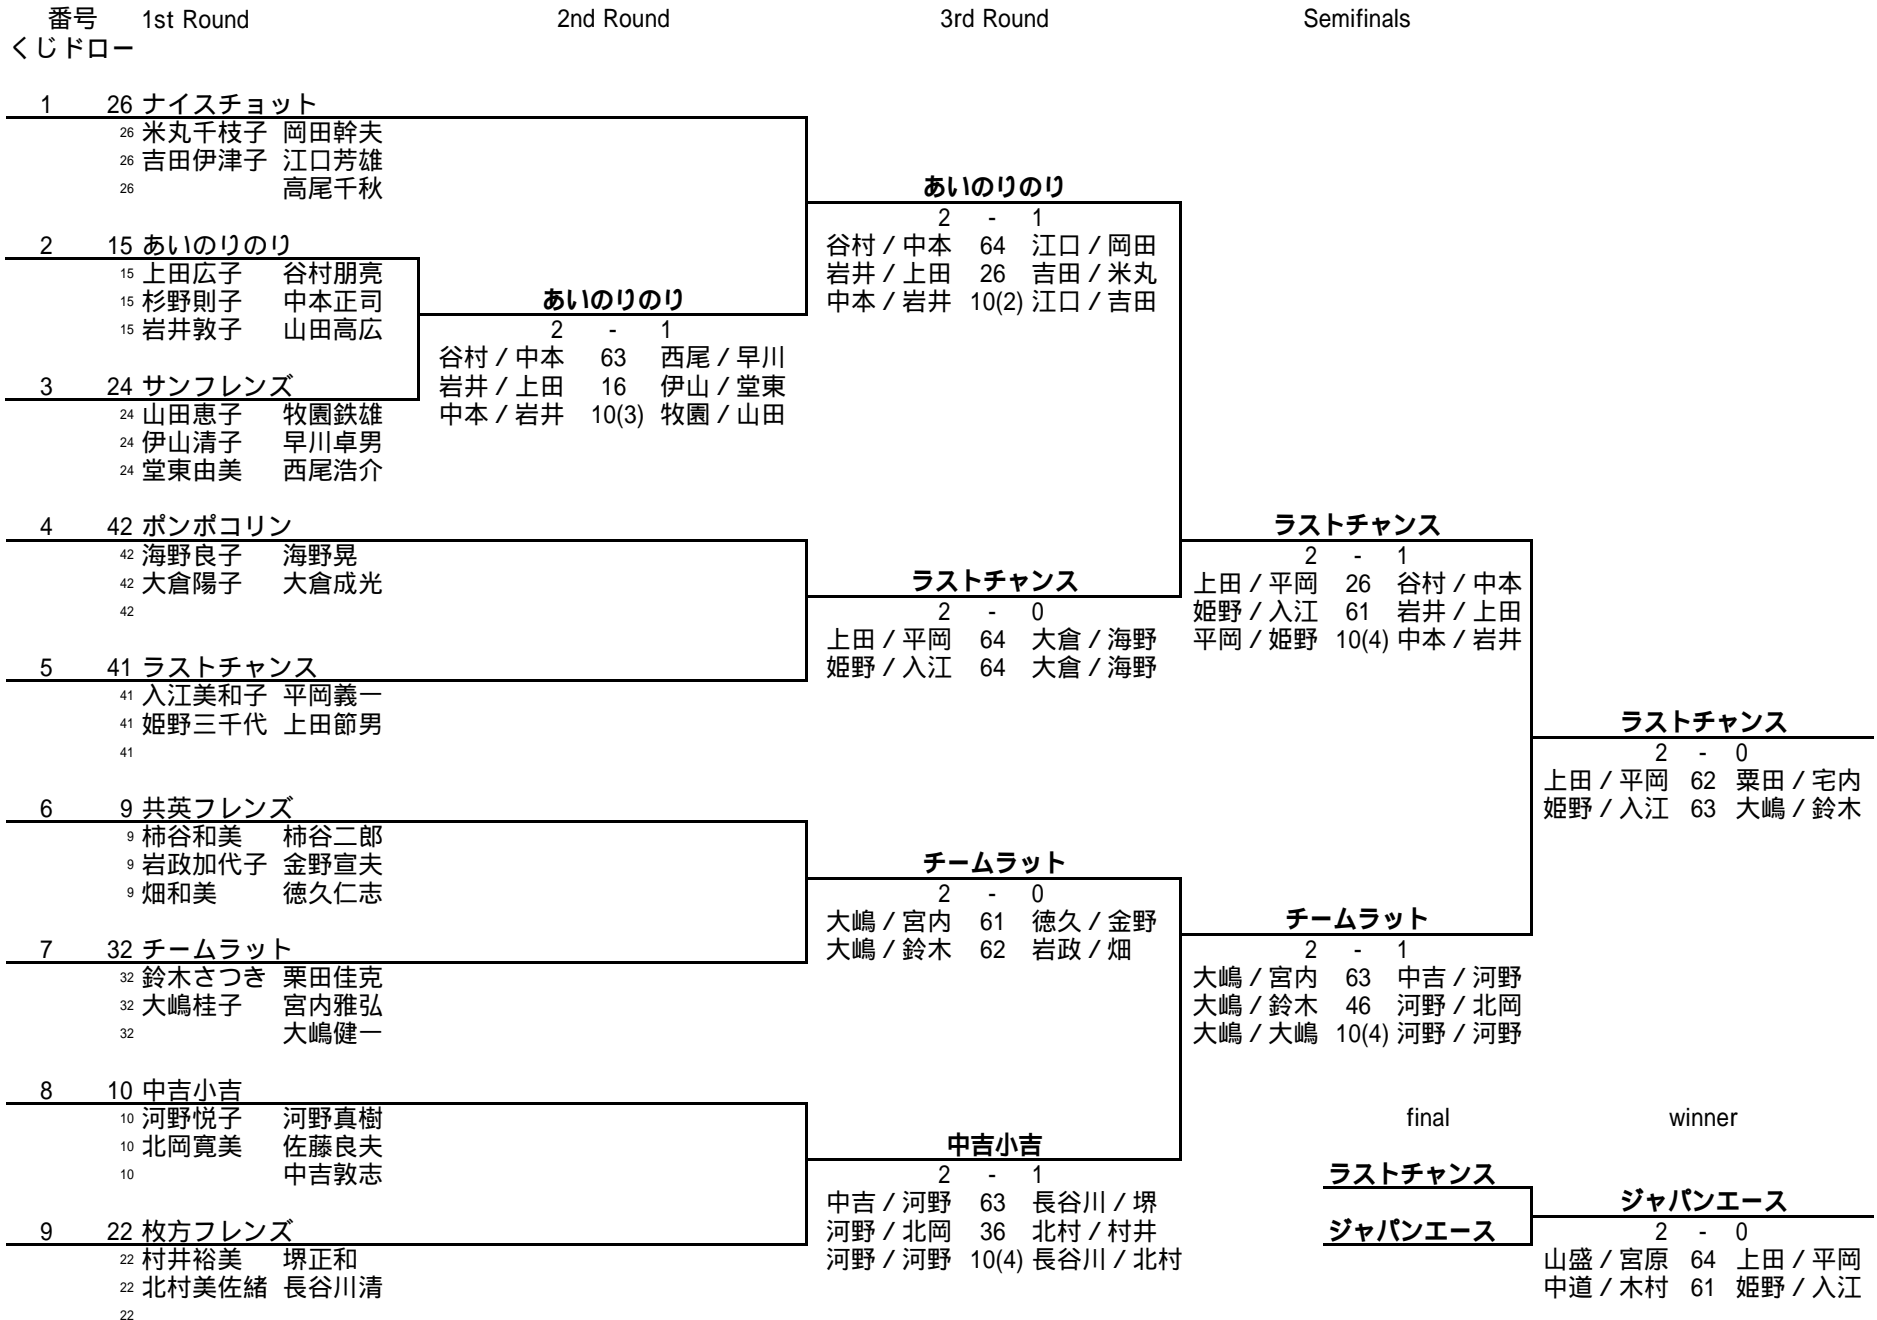 番号 1st Round 2nd Round 3rd Round Semifinals
くじドロー
1 26 ナイスチョット
26 米丸千枝子 岡田幹夫
26 吉田伊津子 江口芳雄
26 高尾千秋
あいのりのり
2 - 1
谷村 / 中本 64 江口 / 岡田
岩井 / 上田 26 吉田 / 米丸
中本 / 岩井 10(2) 江口 / 吉田
2 15 あいのりのり
15 上田広子 谷村朋亮
15 杉野則子 中本正司
15 岩井敦子 山田高広
あいのりのり
2 - 1
谷村 / 中本 63 西尾 / 早川
岩井 / 上田 16 伊山 / 堂東
中本 / 岩井 10(3) 牧園 / 山田
3 24 サンフレンズ
24 山田恵子 牧園鉄雄
24 伊山清子 早川卓男
24 堂東由美 西尾浩介
4 42 ポンポコリン
42 海野良子 海野晃
42 大倉陽子 大倉成光
42
ラストチャンス
2 - 0
上田 / 平岡 64 大倉 / 海野
姫野 / 入江 64 大倉 / 海野
ラストチャンス
2 - 1
上田 / 平岡 26 谷村 / 中本
姫野 / 入江 61 岩井 / 上田
平岡 / 姫野 10(4) 中本 / 岩井
5 41 ラストチャンス
41 入江美和子 平岡義一
41 姫野三千代 上田節男
41
ラストチャンス
2 - 0
上田 / 平岡 62 粟田 / 宅内
姫野 / 入江 63 大嶋 / 鈴木
6 9 共英フレンズ
9 柿谷和美 柿谷二郎
9 岩政加代子 金野宣夫
9 畑和美 徳久仁志
チームラット
2 - 0
大嶋 / 宮内 61 徳久 / 金野
大嶋 / 鈴木 62 岩政 / 畑
チームラット
2 - 1
大嶋 / 宮内 63 中吉 / 河野
大嶋 / 鈴木 46 河野 / 北岡
大嶋 / 大嶋 10(4) 河野 / 河野
7 32 チームラット
32 鈴木さつき 栗田佳克
32 大嶋桂子 宮内雅弘
32 大嶋健一
8 10 中吉小吉
10 河野悦子 河野真樹
10 北岡寛美 佐藤良夫
10 中吉敦志
中吉小吉
2 - 1
中吉 / 河野 63 長谷川 / 堺
河野 / 北岡 36 北村 / 村井
河野 / 河野 10(4) 長谷川 / 北村
9 22 枚方フレンズ
22 村井裕美 堺正和
22 北村美佐緒 長谷川清
22
final winner
ラストチャンス
ジャパンエース
ジャパンエース
2 - 0
山盛 / 宮原 64 上田 / 平岡
中道 / 木村 61 姫野 / 入江